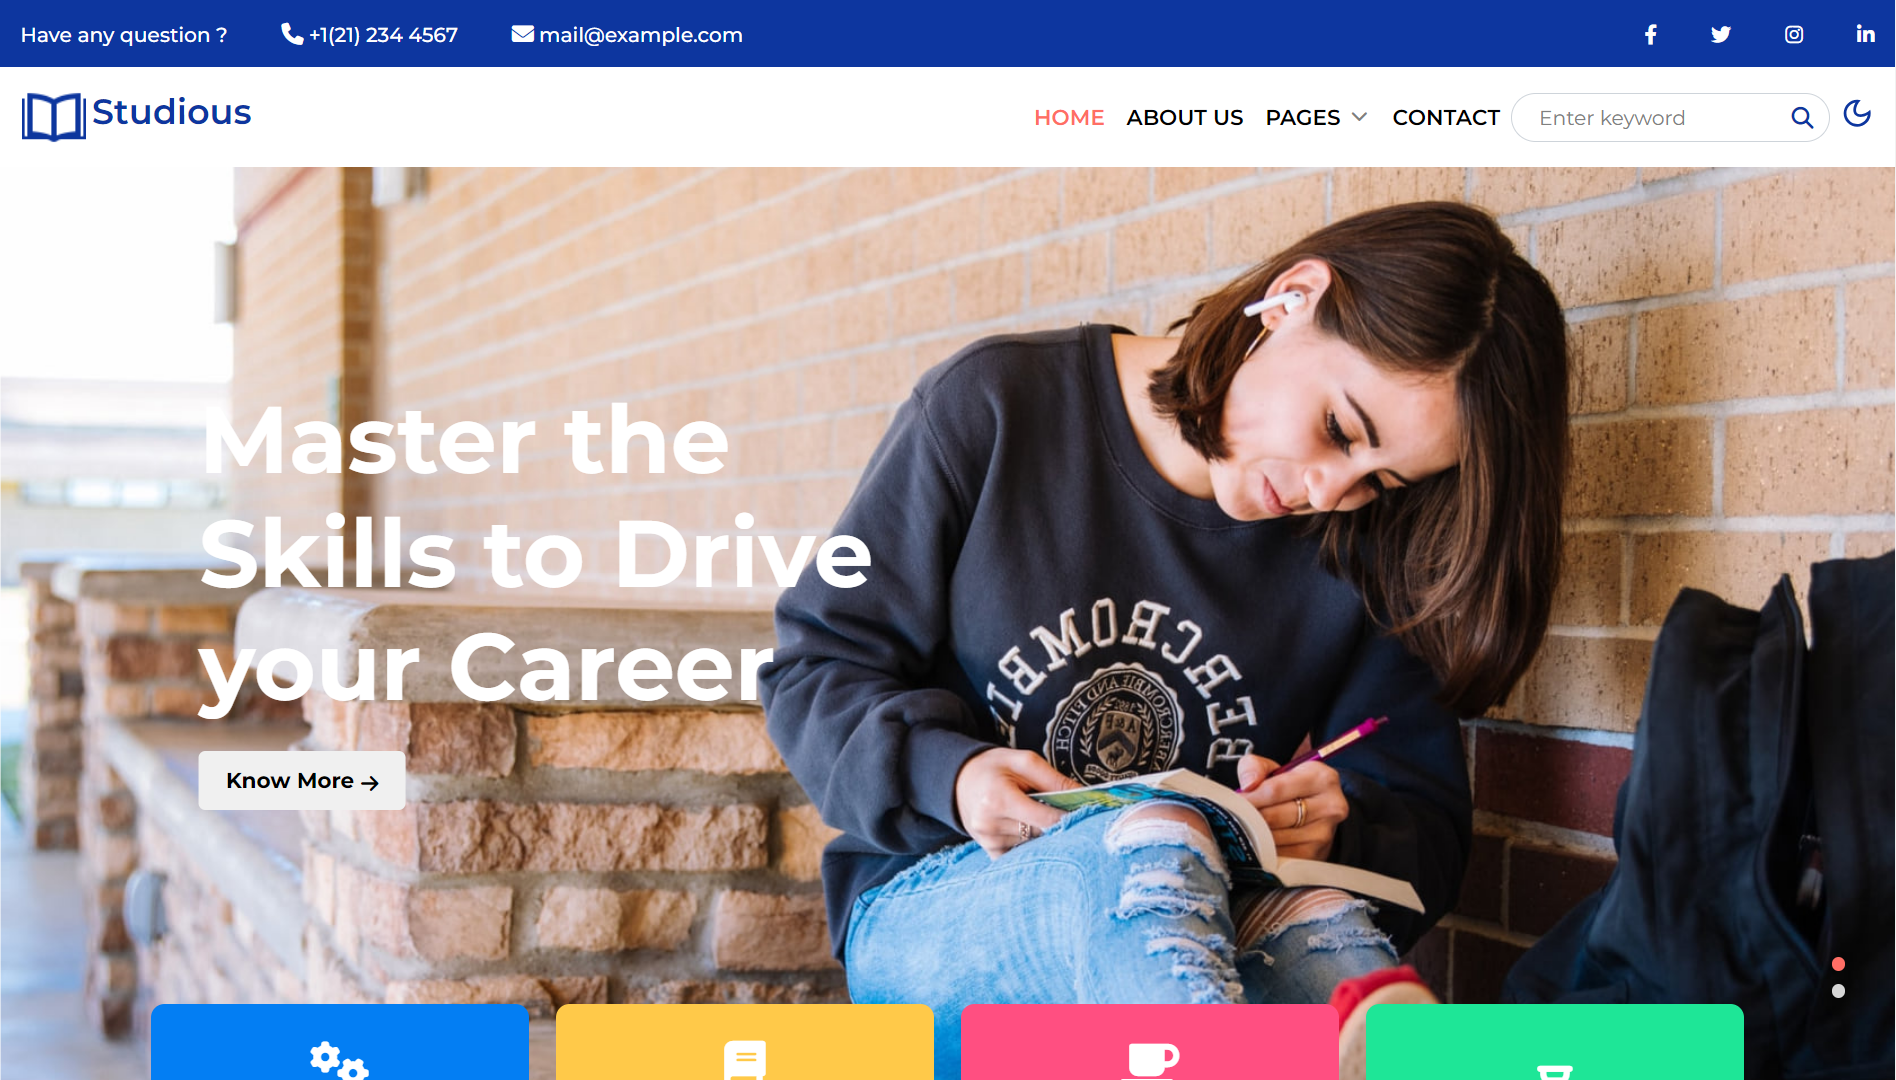 Have any question ?
+1(21) 234 4567
mail@example.com
Studious
HOME
ABOUT US
PAGES
CONTACT
Enter keyword
Master the
Skills to Drive
your Career
Know More →